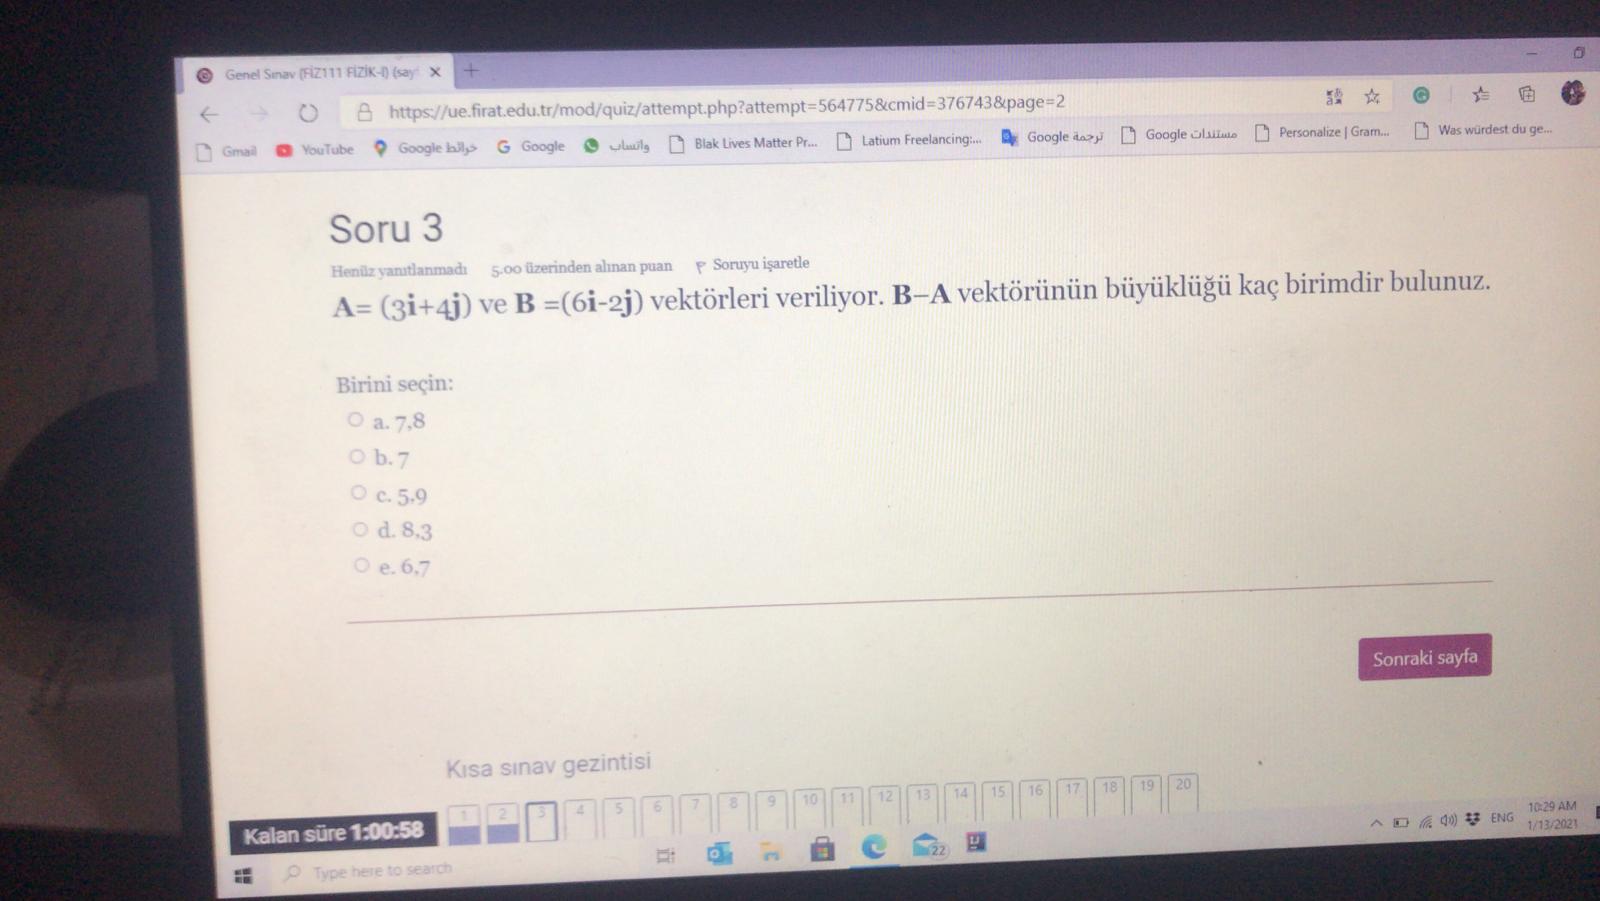 Genel Sınav (FİZ111 FİZİK-I) (say
https://ue.firat.edu.tr/mod/quiz/attempt.php?attempt=564775&cmid=376743&page=2
Gmail YouTube خرائط Google Google واتساب Blak Lives Matter Pr... Latium Freelancing:... ترجمة Google مستندات Google Personalize | Gram... Was würdest du ge...
Soru 3
Henüz yanıtlanmadı 5.00 üzerinden alınan puan Soruyu işaretle
A= (3i+4j) ve B =(6i-2j) vektörleri veriliyor. B–A vektörünün büyüklüğü kaç birimdir bulunuz.
Birini seçin:
a. 7,8
b. 7
c. 5,9
d. 8,3
e. 6,7
Sonraki sayfa
Kısa sınav gezintisi
1 2 3 4 5 6 7 8 9 10 11 12 13 14 15 16 17 18 19 20
Kalan süre 1:00:58
Type here to search
22
ENG
10:29 AM
1/13/2021